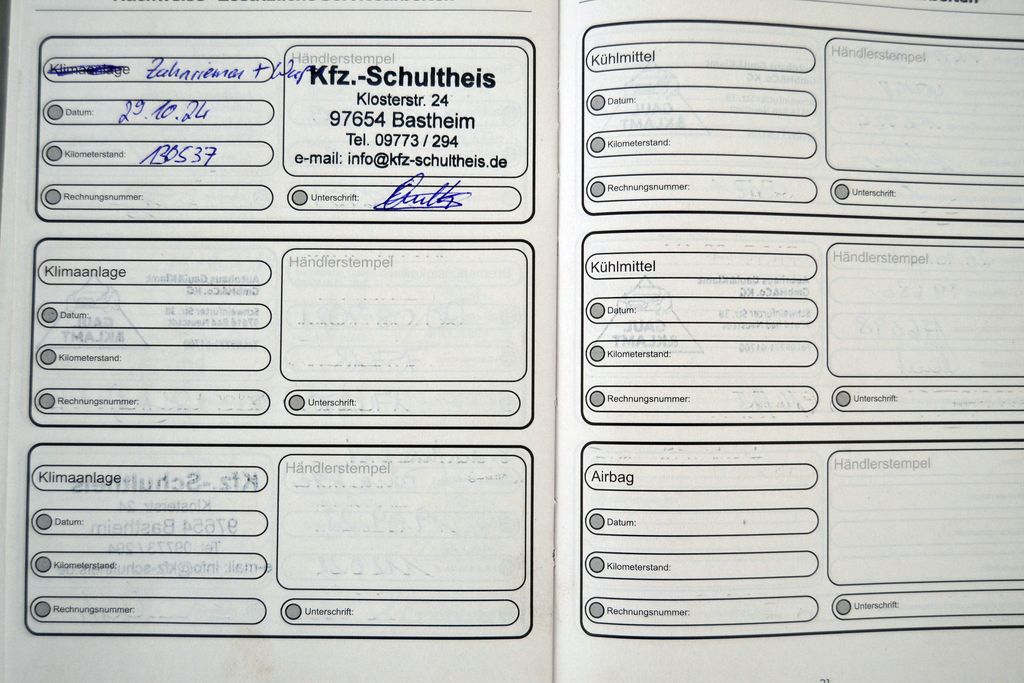 Klimaanlage Zahnriemen + Wapu
Händlerstempel
Kfz.-Schultheis
Klosterstr. 24
97654 Bastheim
Tel. 09773 / 294
e-mail: info@kfz-schultheis.de
Datum: 29.10.24
Kilometerstand: 130537
Rechnungsnummer:
Unterschrift:
Klimaanlage
Händlerstempel
Datum:
Kilometerstand:
Rechnungsnummer:
Unterschrift:
Klimaanlage
Händlerstempel
Datum:
Kilometerstand:
Rechnungsnummer:
Unterschrift:
Kühlmittel
Händlerstempel
Datum:
Kilometerstand:
Rechnungsnummer:
Unterschrift:
Kühlmittel
Händlerstempel
Datum:
Kilometerstand:
Rechnungsnummer:
Unterschrift:
Airbag
Händlerstempel
Datum:
Kilometerstand:
Rechnungsnummer:
Unterschrift: